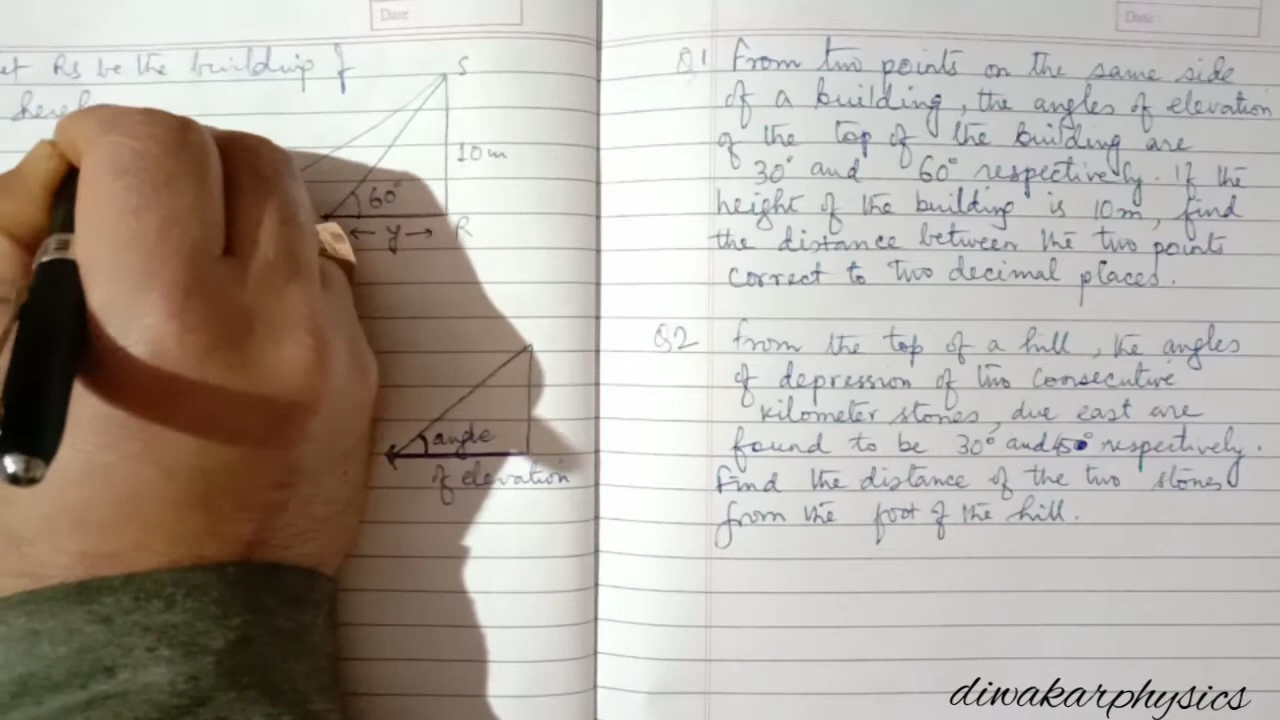 Date
let RS be the building of
S
10m
60°
← y →
R
angle
of elevation
Date
Q1 From two points on the same side
of a building, the angles of elevation
of the top of the building are
30° and 60° respectively. If the
height of the building is 10m, find
the distance between the two points
correct to two decimal places.
Q2 From the top of a hill, the angles
of depression of two consecutive
kilometer stones, due east are
found to be 30° and 45° respectively.
Find the distance of the two stones
from the foot of the hill.
diwakarphysics